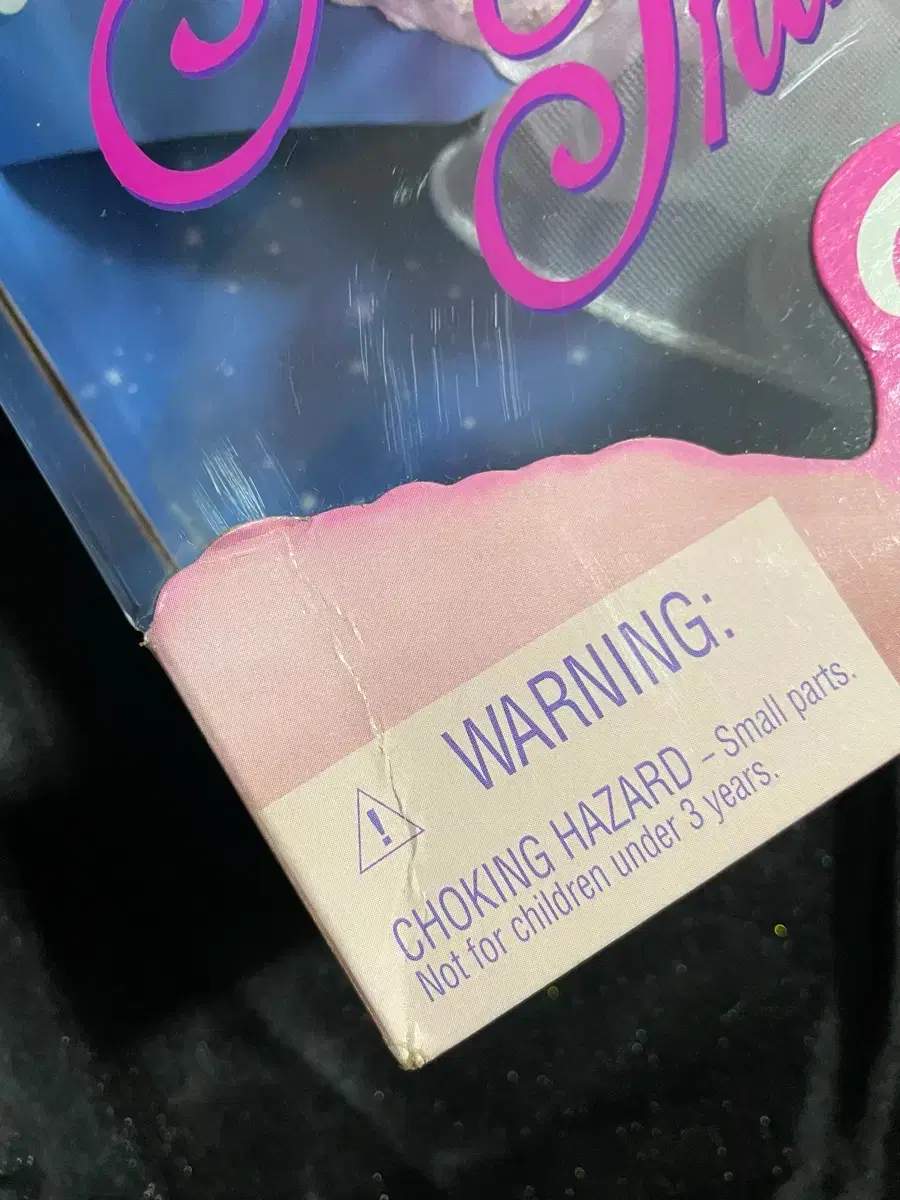 WARNING:
!
CHOKING HAZARD – Small parts.
Not for children under 3 years.